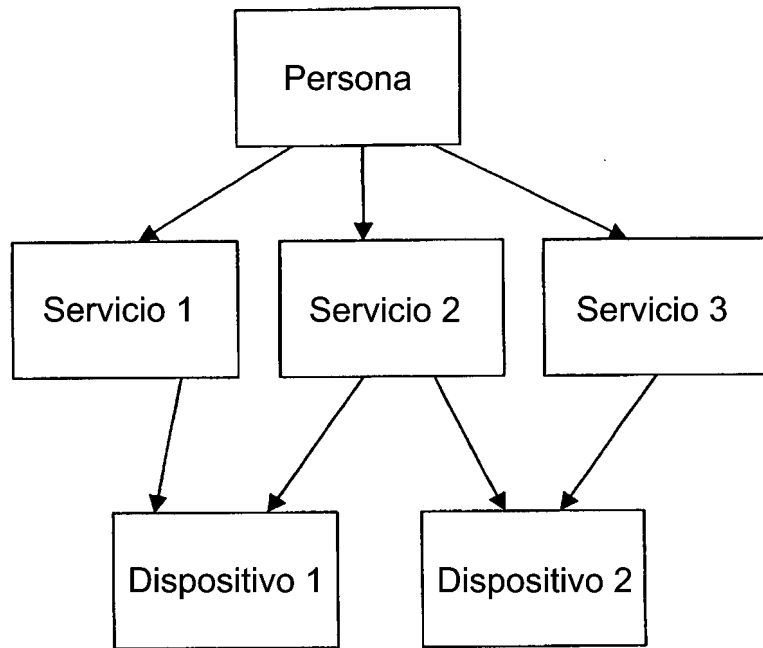 Persona
Servicio 1
Servicio 2
Servicio 3
Dispositivo 1
Dispositivo 2